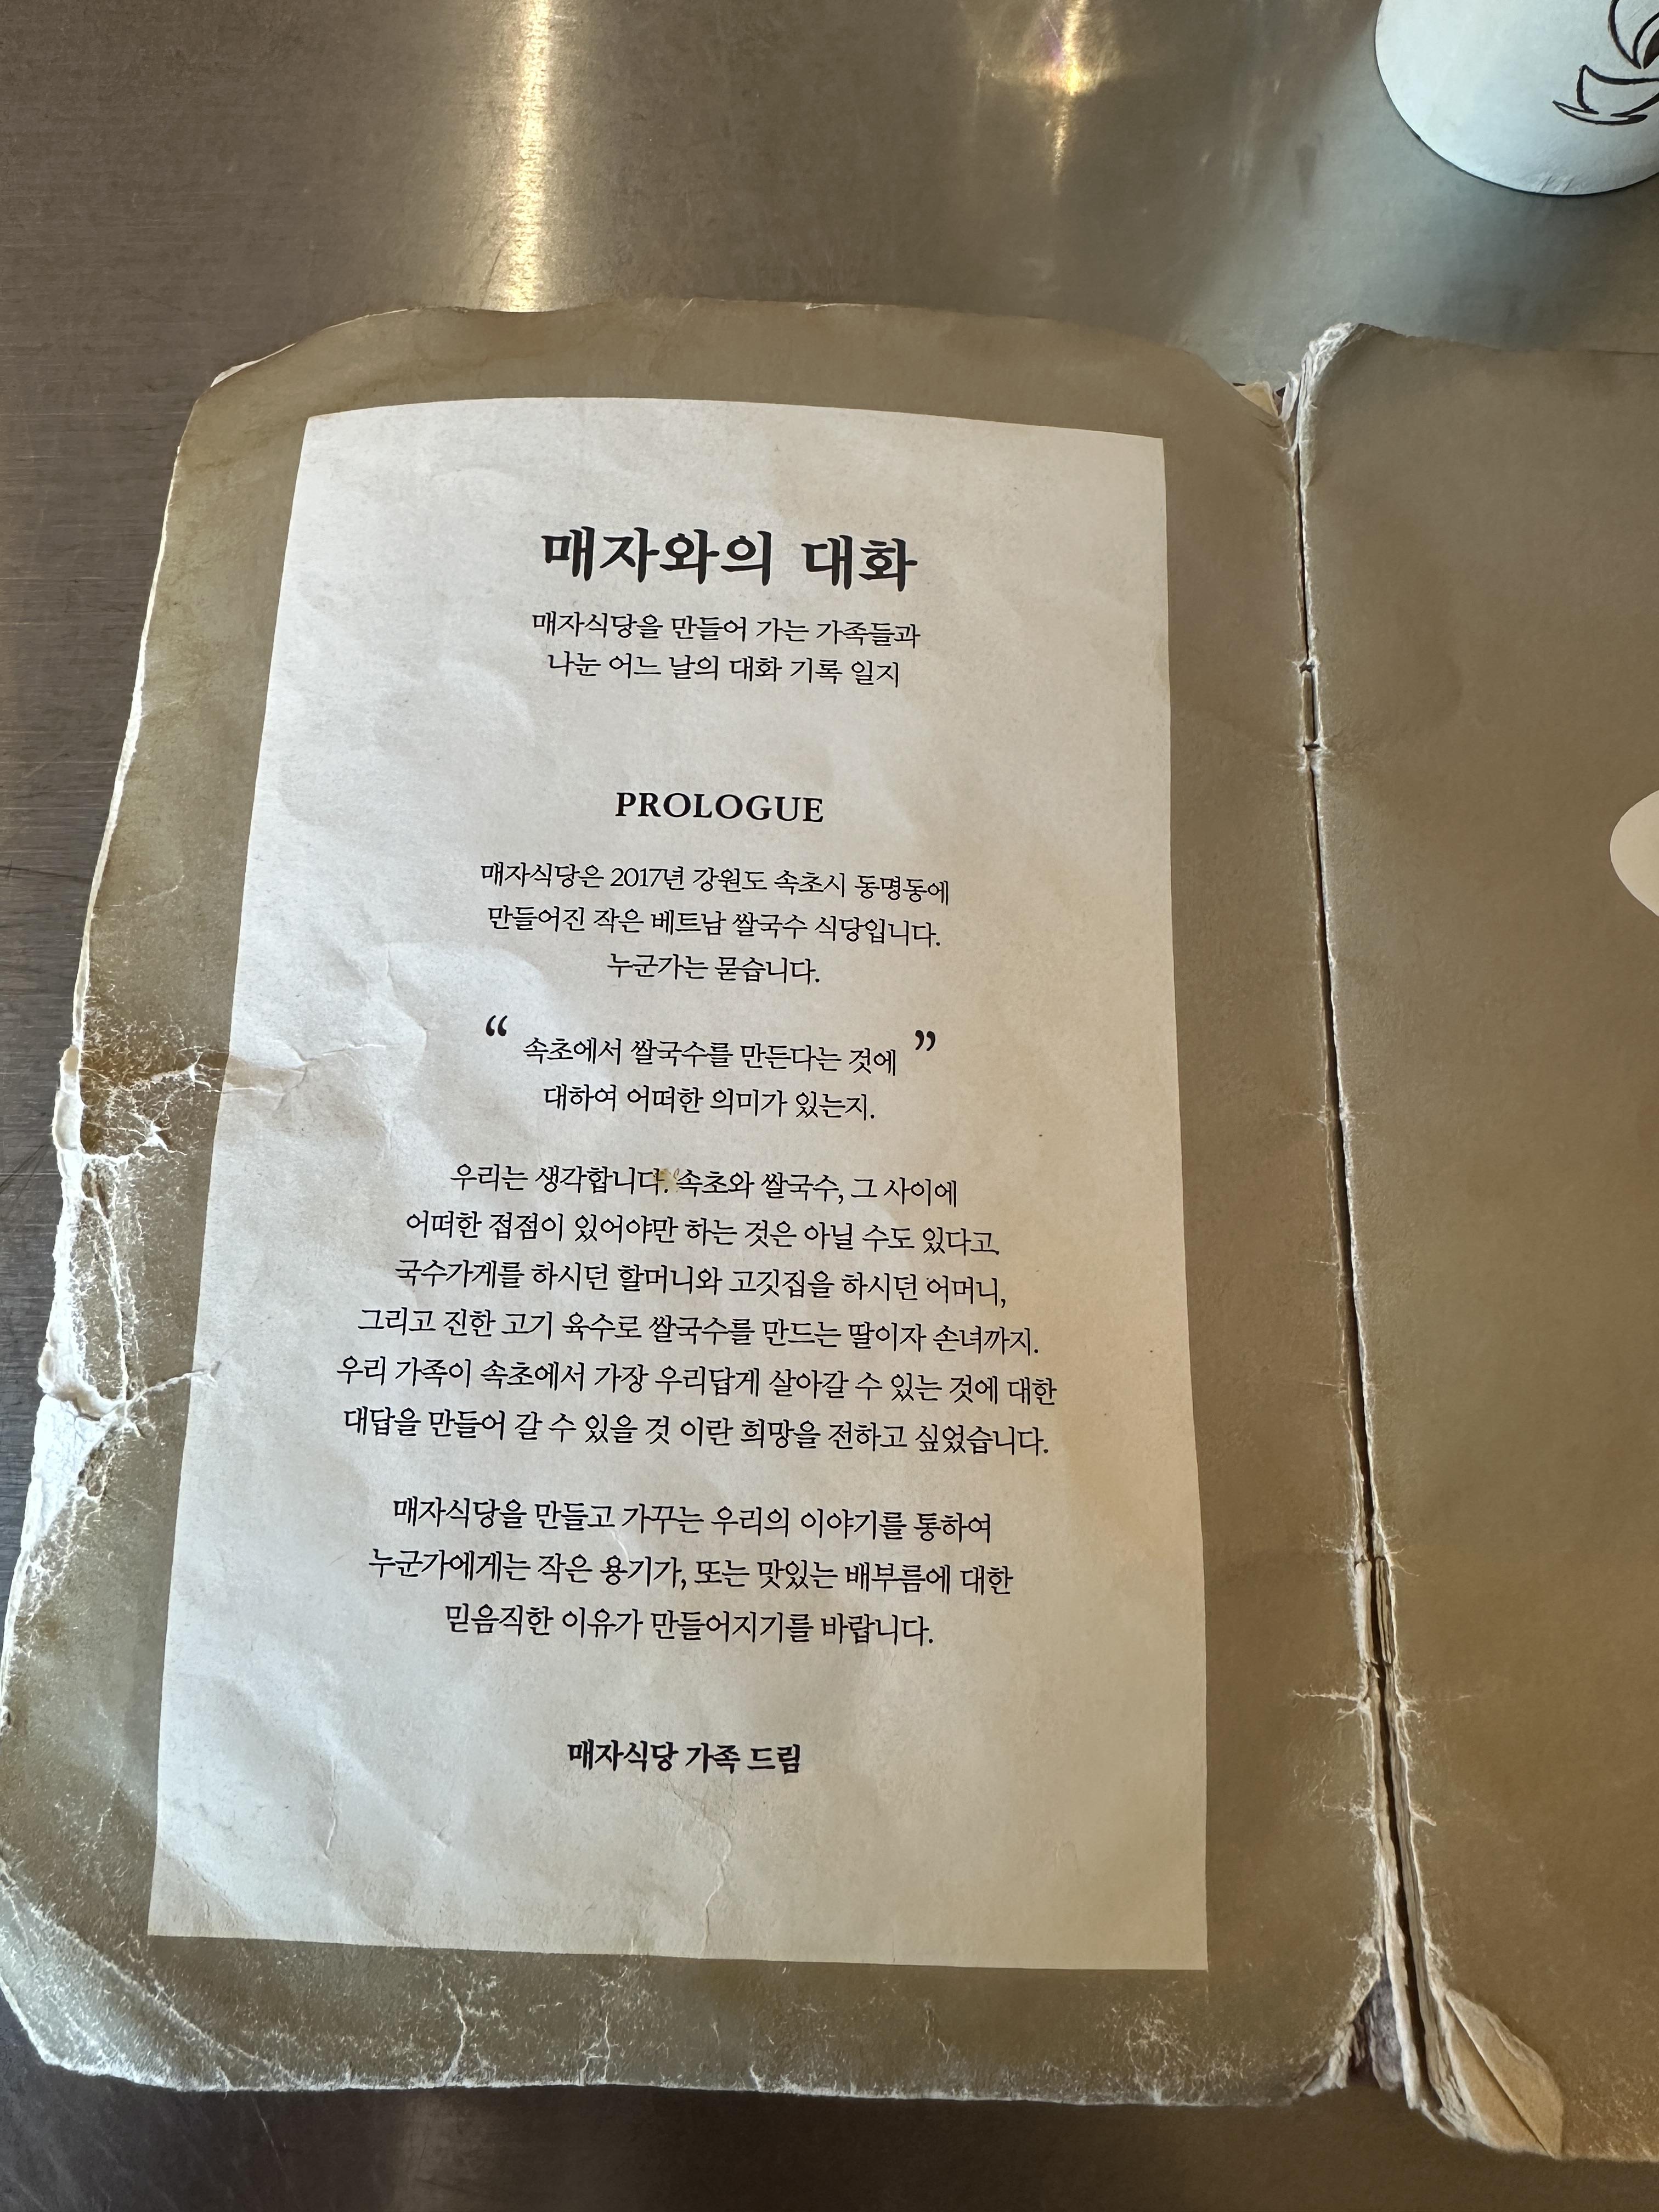 매자와의 대화
매자식당을 만들어 가는 가족들과
나눈 어느 날의 대화 기록 일지
PROLOGUE
매자식당은 2017년 강원도 속초시 동명동에
만들어진 작은 베트남 쌀국수 식당입니다.
누군가는 묻습니다.
“ 속초에서 쌀국수를 만든다는 것에 ”
대하여 어떠한 의미가 있는지.
우리는 생각합니다. 속초와 쌀국수, 그 사이에
어떠한 접점이 있어야만 하는 것은 아닐 수도 있다고.
국수가게를 하시던 할머니와 고깃집을 하시던 어머니,
그리고 진한 고기 육수로 쌀국수를 만드는 딸이자 손녀까지.
우리 가족이 속초에서 가장 우리답게 살아갈 수 있는 것에 대한
대답을 만들어 갈 수 있을 것 이란 희망을 전하고 싶었습니다.
매자식당을 만들고 가꾸는 우리의 이야기를 통하여
누군가에게는 작은 용기가, 또는 맛있는 배부름에 대한
믿음직한 이유가 만들어지기를 바랍니다.
매자식당 가족 드림